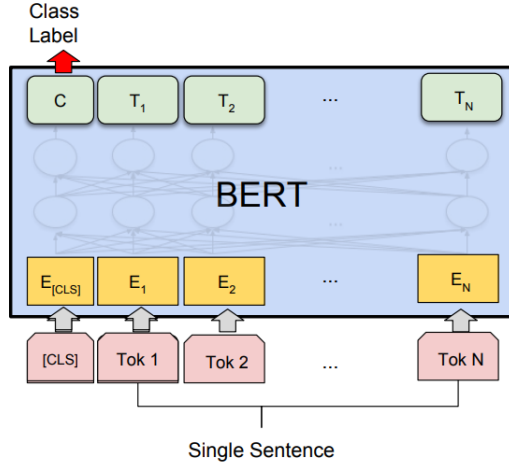 Class
Label
C T1 T2 ... TN
...
BERT
...
E[CLS] E1 E2 ... EN
[CLS] Tok 1 Tok 2 ... Tok N
Single Sentence